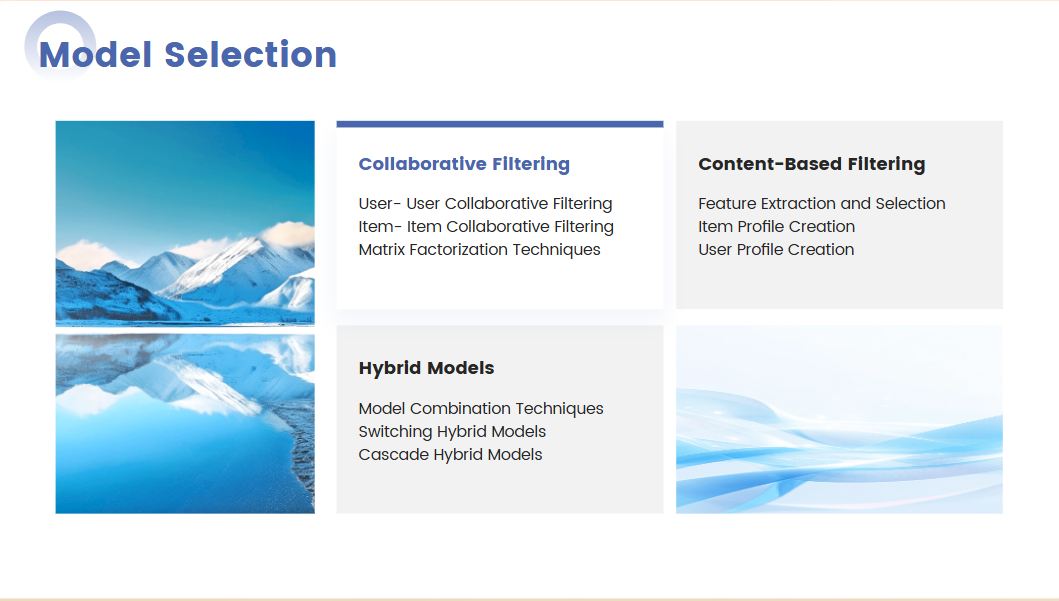 Model Selection
Collaborative Filtering
User- User Collaborative Filtering
Item- Item Collaborative Filtering
Matrix Factorization Techniques
Content-Based Filtering
Feature Extraction and Selection
Item Profile Creation
User Profile Creation
Hybrid Models
Model Combination Techniques
Switching Hybrid Models
Cascade Hybrid Models